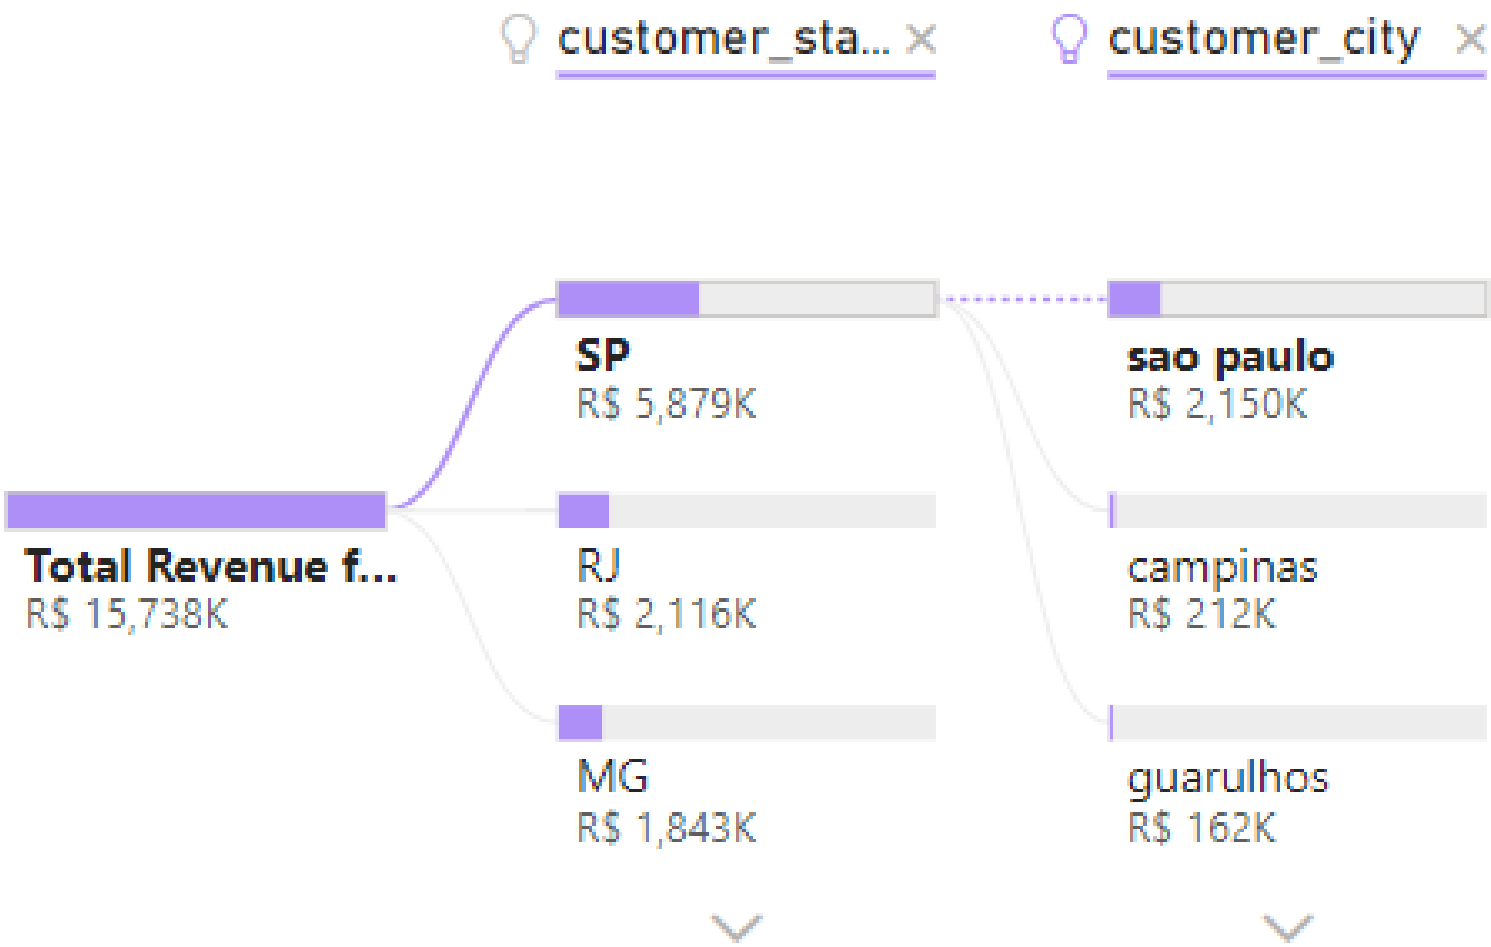 customer_sta...
customer_city
SP
R$ 5,879K
sao paulo
R$ 2,150K
Total Revenue f...
R$ 15,738K
RJ
R$ 2,116K
campinas
R$ 212K
MG
R$ 1,843K
guarulhos
R$ 162K